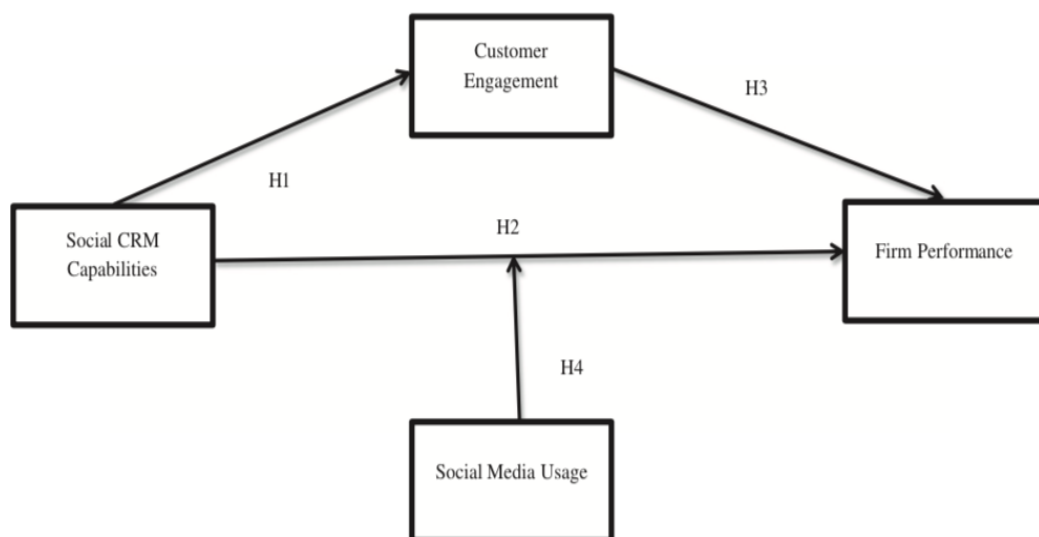 Customer
Engagement
H3
H1
Social CRM
Capabilities
H2
Firm Performance
H4
Social Media Usage